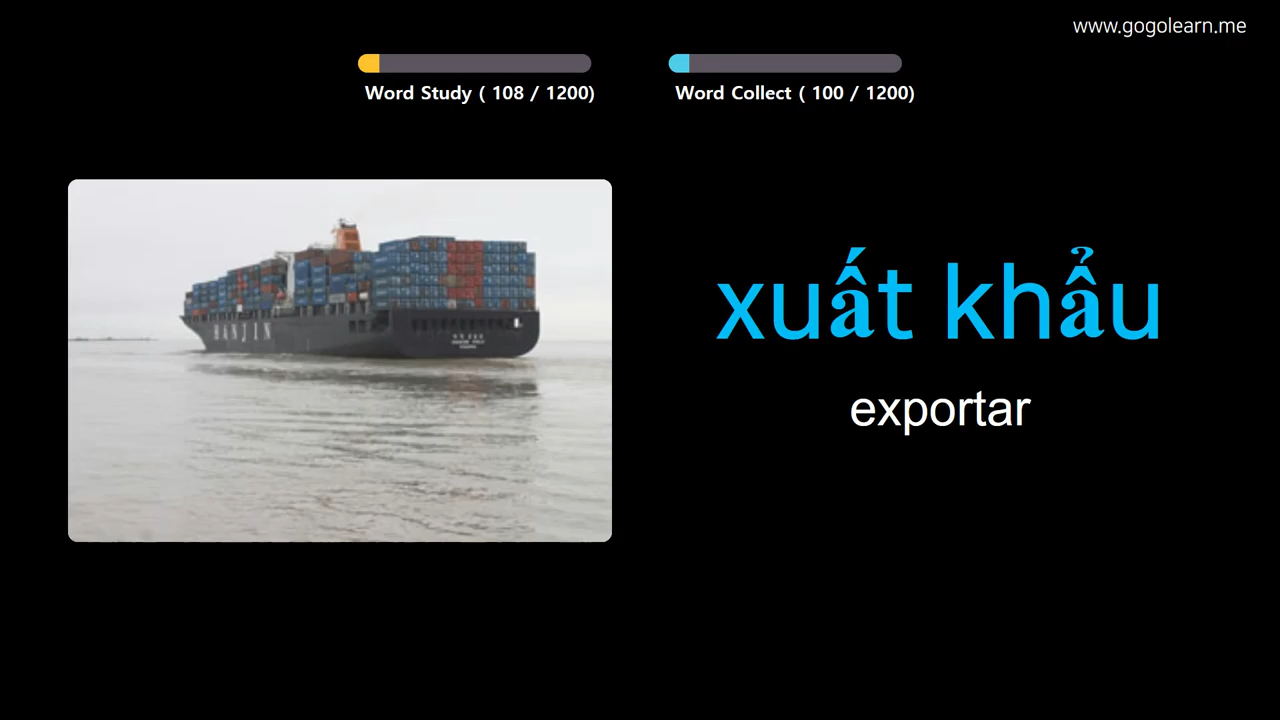 www.gogolearn.me
Word Study ( 108 / 1200)
Word Collect ( 100 / 1200)
HANJIN
xuất khẩu
exportar